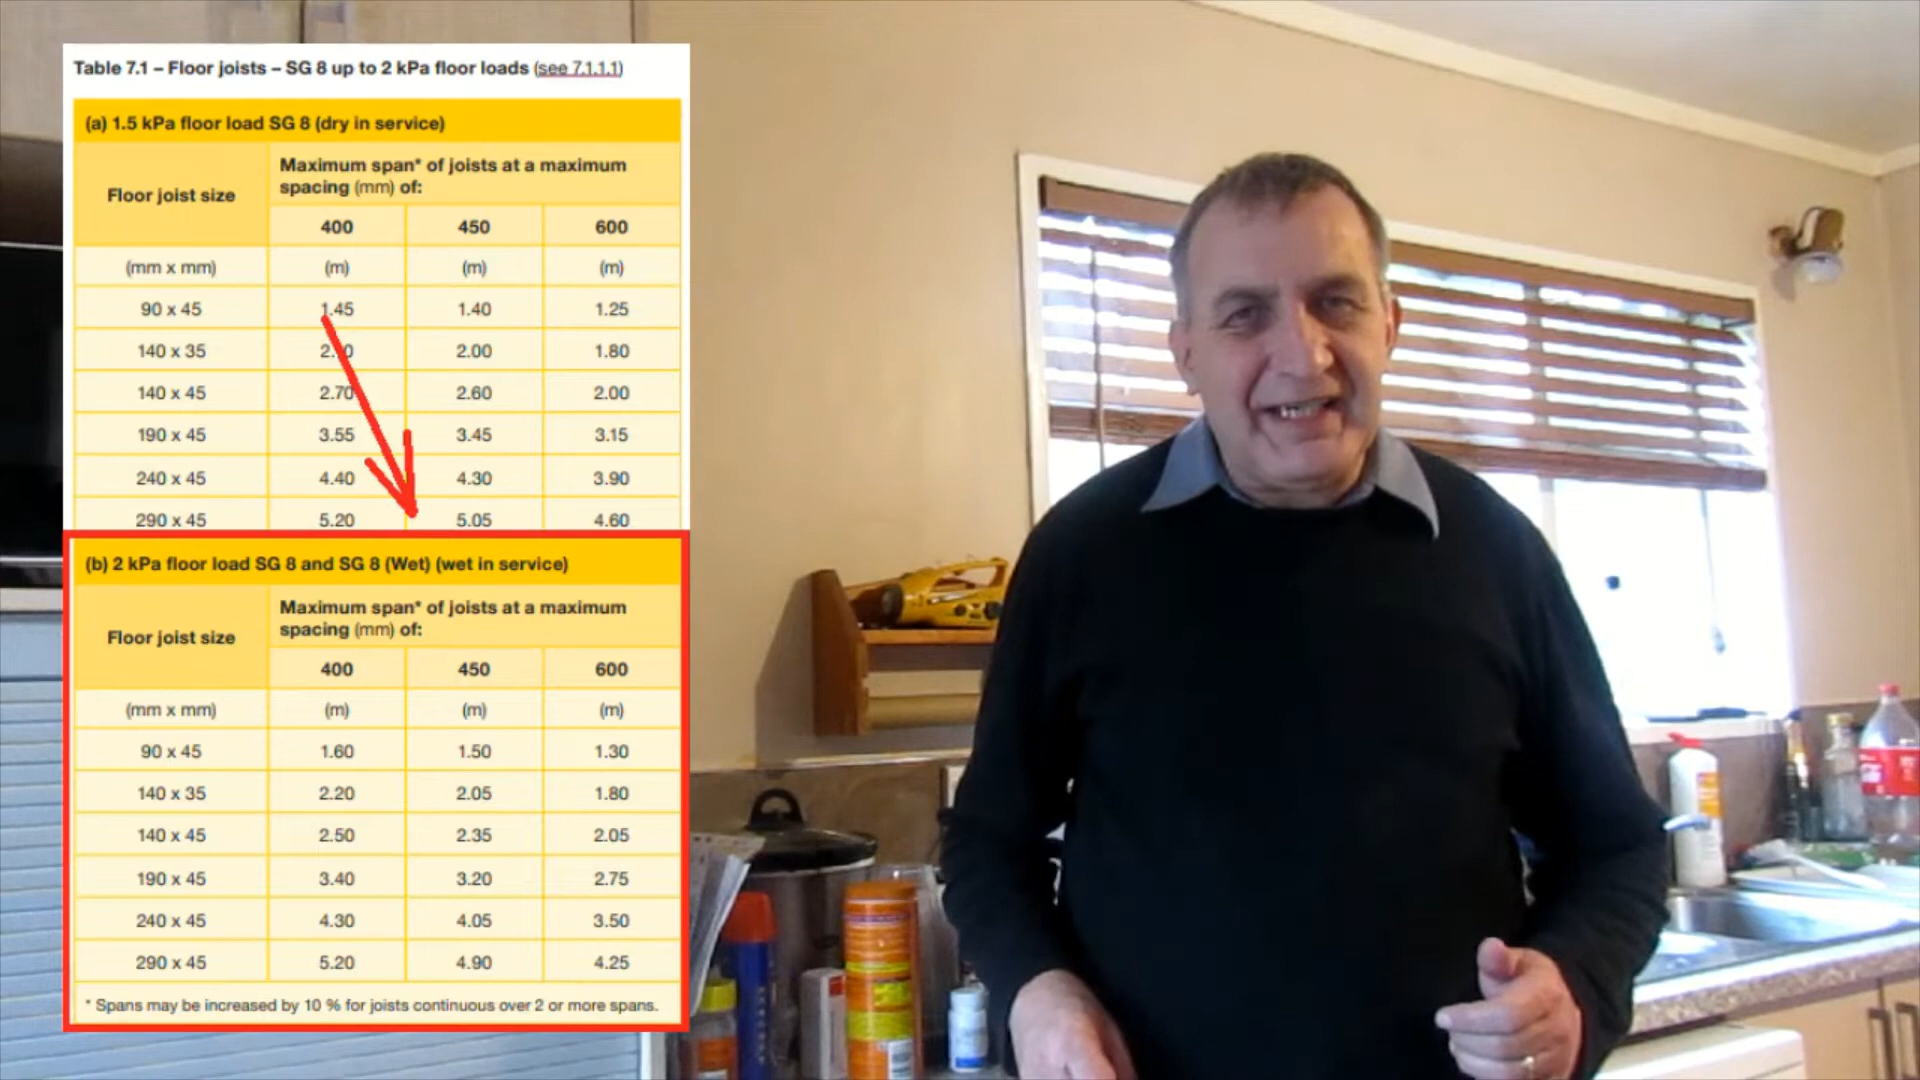 Table 7.1 – Floor joists – SG 8 up to 2 kPa floor loads (see 7.1.1.1)
(a) 1.5 kPa floor load SG 8 (dry in service)
Floor joist size
Maximum span* of joists at a maximum
spacing (mm) of:
400 450 600
(mm x mm) (m) (m) (m)
90 x 45 1.45 1.40 1.25
140 x 35 2.00 1.80
140 x 45 2.70 2.60 2.00
190 x 45 3.55 3.45 3.15
240 x 45 4.40 4.30 3.90
290 x 45 5.20 5.05 4.60
(b) 2 kPa floor load SG 8 and SG 8 (Wet) (wet in service)
Floor joist size
Maximum span* of joists at a maximum
spacing (mm) of:
400 450 600
(mm x mm) (m) (m) (m)
90 x 45 1.60 1.50 1.30
140 x 35 2.20 2.05 1.80
140 x 45 2.50 2.35 2.05
190 x 45 3.40 3.20 2.75
240 x 45 4.30 4.05 3.50
290 x 45 5.20 4.90 4.25
* Spans may be increased by 10 % for joists continuous over 2 or more spans.